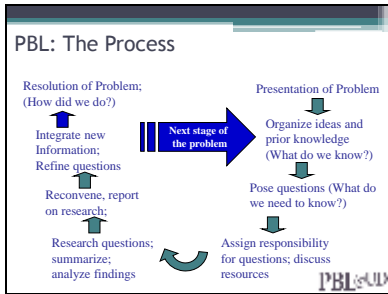 PBL: The Process
Presentation of Problem
Organize ideas and
prior knowledge
(What do we know?)
Pose questions (What do
we need to know?)
Assign responsibility
for questions; discuss
resources
Research questions;
summarize;
analyze findings
Reconvene, report
on research;
Integrate new
Information;
Refine questions
Resolution of Problem;
(How did we do?)
Next stage of
the problem
PBL@UD